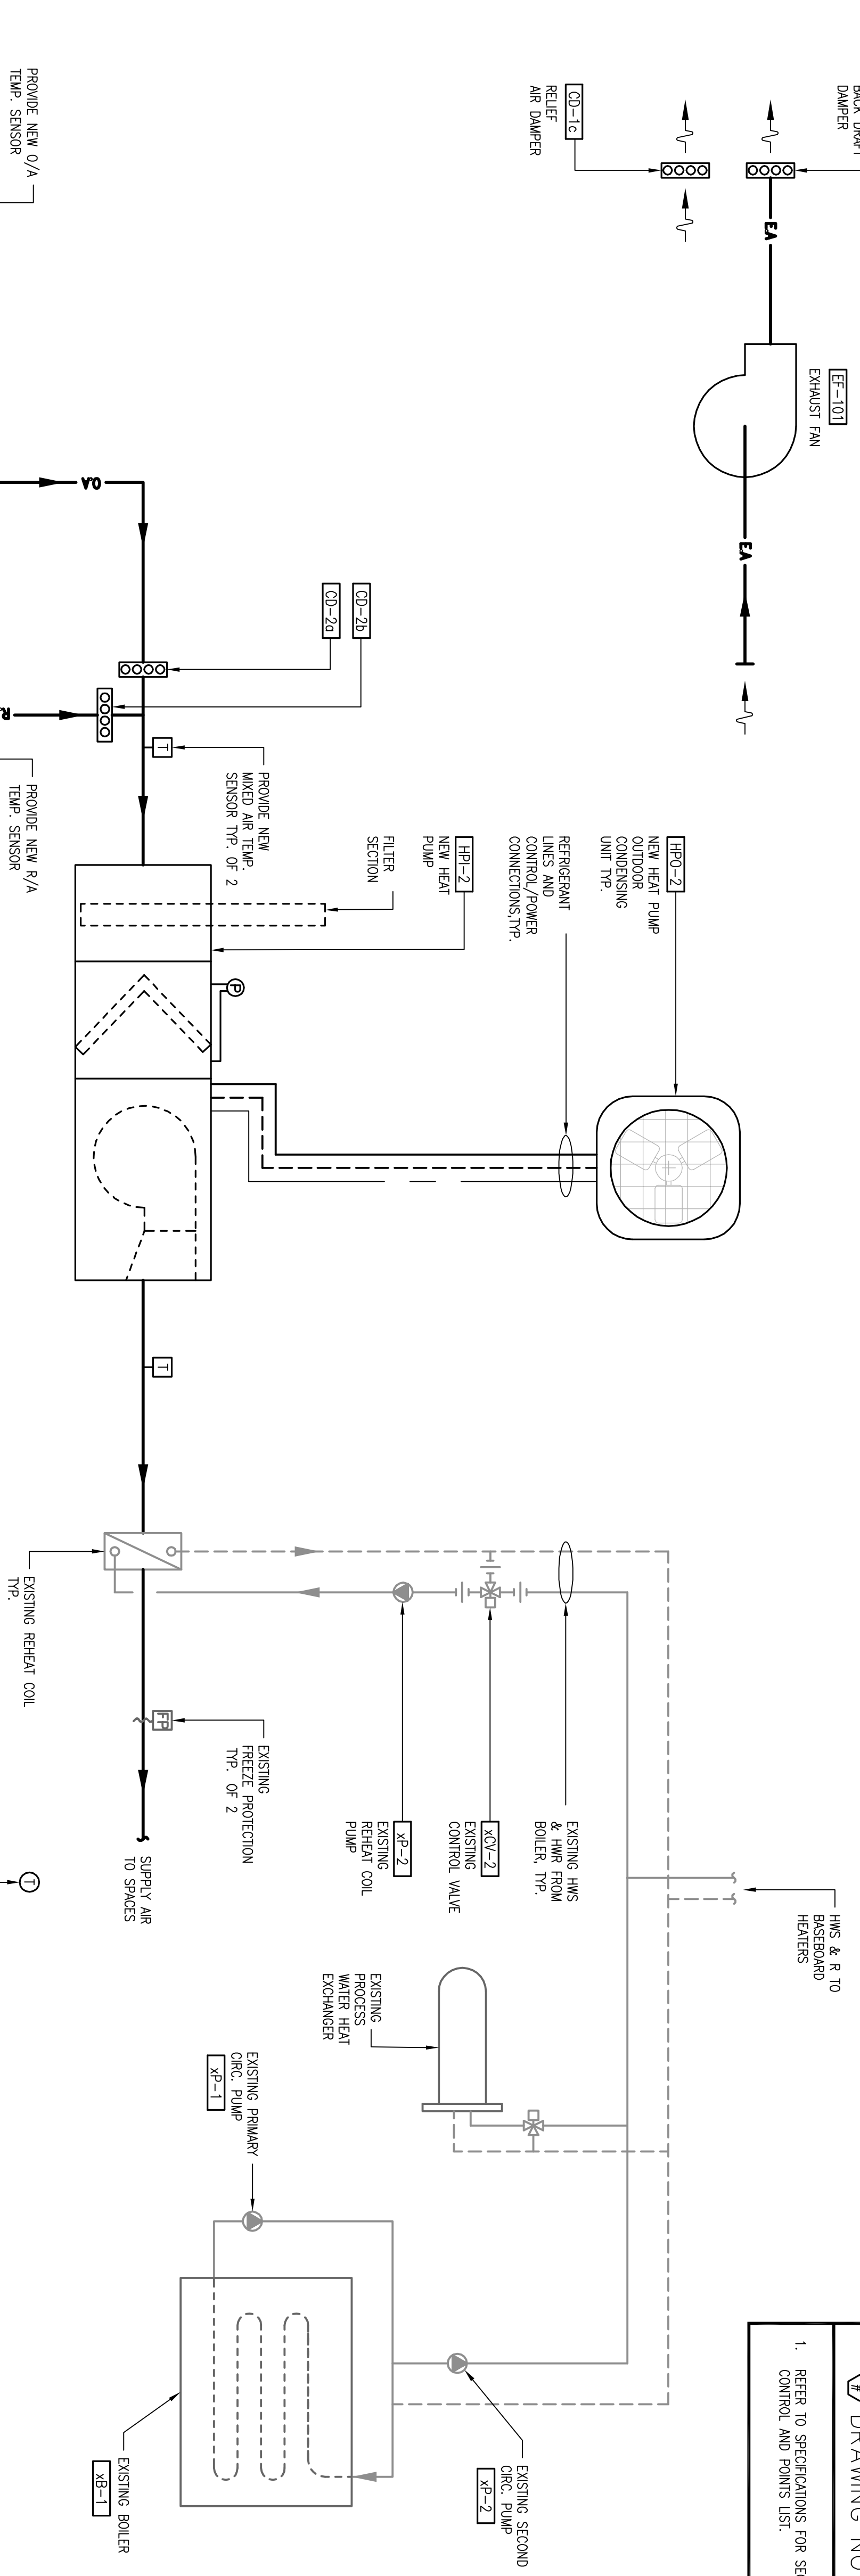 BACK DRAFT
DAMPER
CD-1c
RELIEF
AIR DAMPER
E.A
EF-101
EXHAUST FAN
E.A
PROVIDE NEW O/A
TEMP. SENSOR
O.A
CD-2b
CD-2a
PROVIDE NEW R/A
TEMP. SENSOR
T
PROVIDE NEW
MIXED AIR TEMP.
SENSOR TYP. OF 2
FILTER
SECTION
HPI-2
NEW HEAT
PUMP
REFRIGERANT
LINES AND
CONTROL/POWER
CONNECTIONS,TYP.
HPO-2
NEW HEAT PUMP
OUTDOOR
CONDENSING
UNIT TYP.
P
T
EXISTING REHEAT COIL
TYP.
FP
EXISTING
FREEZE PROTECTION
TYP. OF 2
SUPPLY AIR
TO SPACES
T
xP-2
EXISTING
REHEAT COIL
PUMP
xCV-2
EXISTING
CONTROL VALVE
EXISTING HWS
& HWR FROM
BOILER, TYP.
HWS & R TO
BASEBOARD
HEATERS
EXISTING
PROCESS
WATER HEAT
EXCHANGER
EXISTING PRIMARY
CIRC. PUMP
xP-1
EXISTING SECOND
CIRC. PUMP
xP-2
EXISTING BOILER
xB-1
#
DRAWING NO
1. REFER TO SPECIFICATIONS FOR SE
CONTROL AND POINTS LIST.